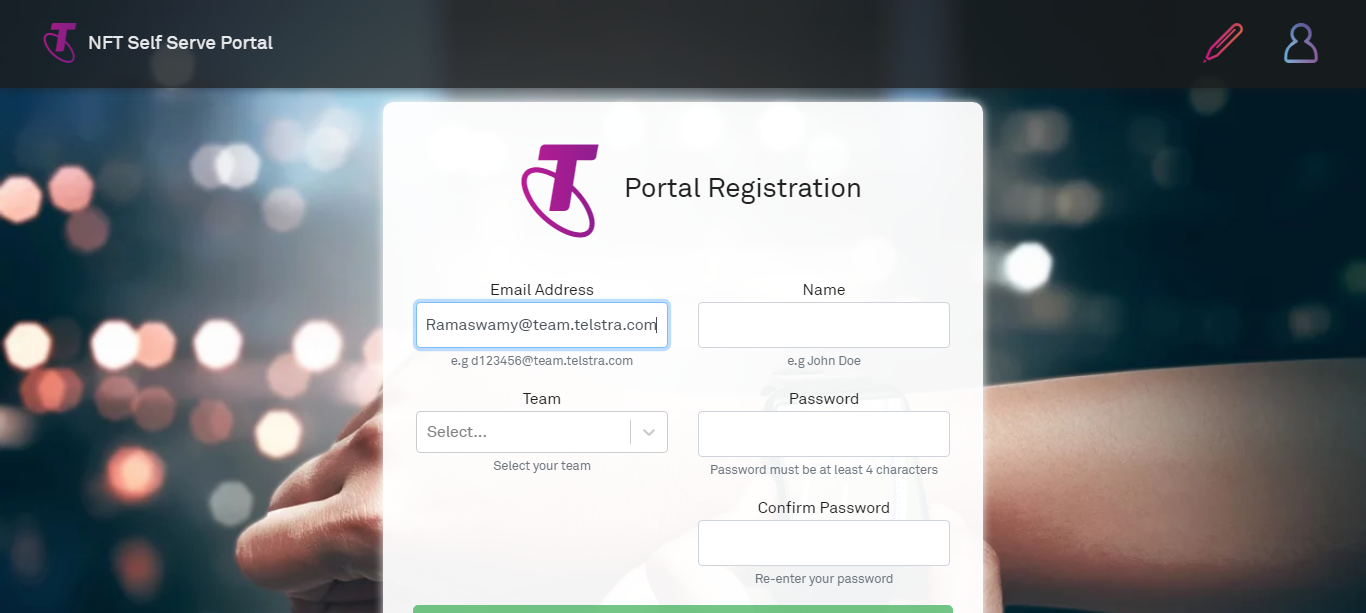 NFT Self Serve Portal
Portal Registration
Email Address
Name
Ramaswamy@team.telstra.com
e.g d123456@team.telstra.com
e.g John Doe
Team
Password
Select...
Select your team
Password must be at least 4 characters
Confirm Password
Re-enter your password